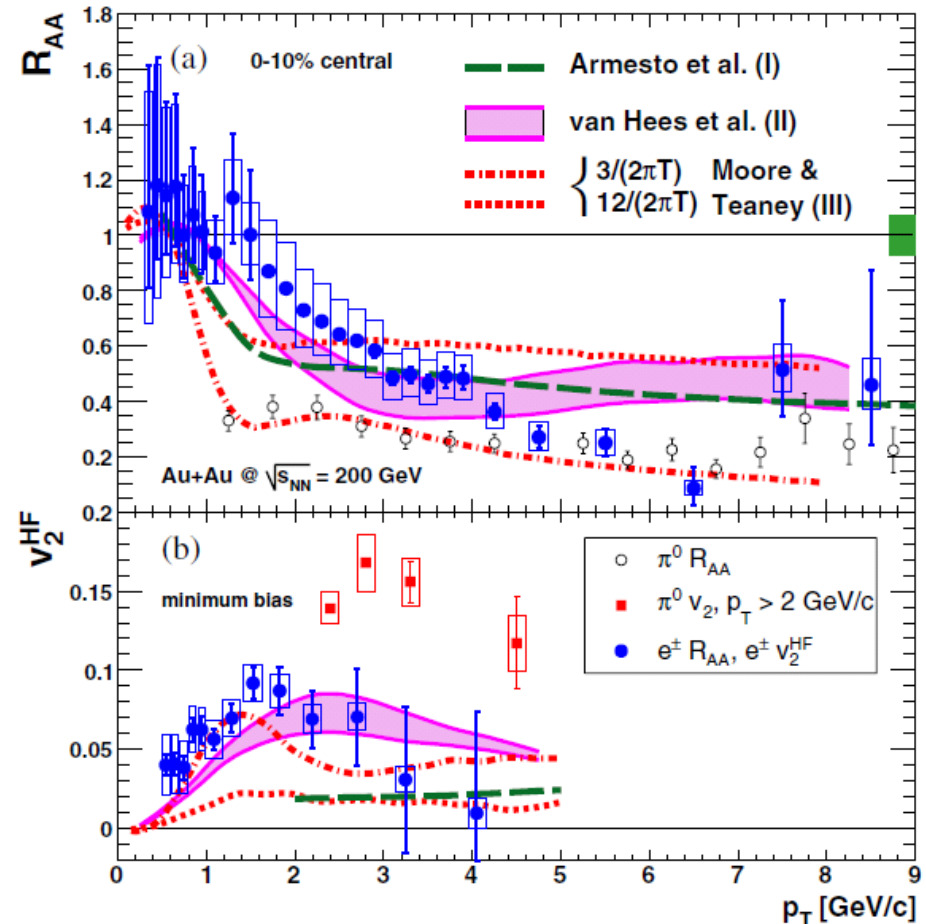 R_AA
1.8
1.6
1.4
1.2
1
0.8
0.6
0.4
0.2
(a) 0-10% central
Armesto et al. (I)
van Hees et al. (II)
3/(2πT) Moore &
12/(2πT) Teaney (III)
Au+Au @ √s_NN = 200 GeV
v_2^HF
0.2
0.15
0.1
0.05
0
(b)
minimum bias
π⁰ R_AA
π⁰ v₂, p_T > 2 GeV/c
e± R_AA, e± v_2^HF
0 1 2 3 4 5 6 7 8 9
p_T [GeV/c]